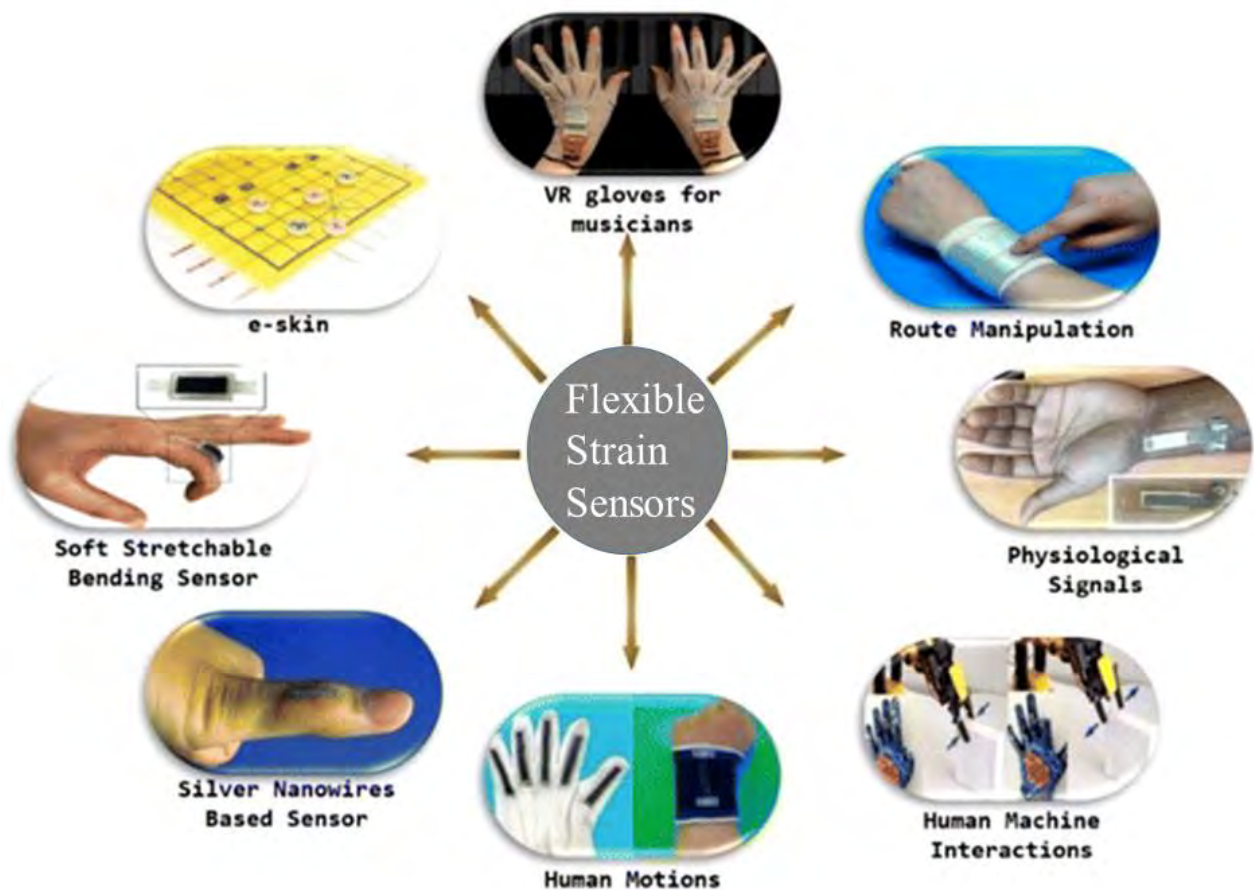 VR gloves for
musicians
e-skin
Route Manipulation
Flexible
Strain
Sensors
Soft Stretchable
Bending Sensor
Physiological
Signals
Silver Nanowires
Based Sensor
Human Machine
Interactions
Human Motions